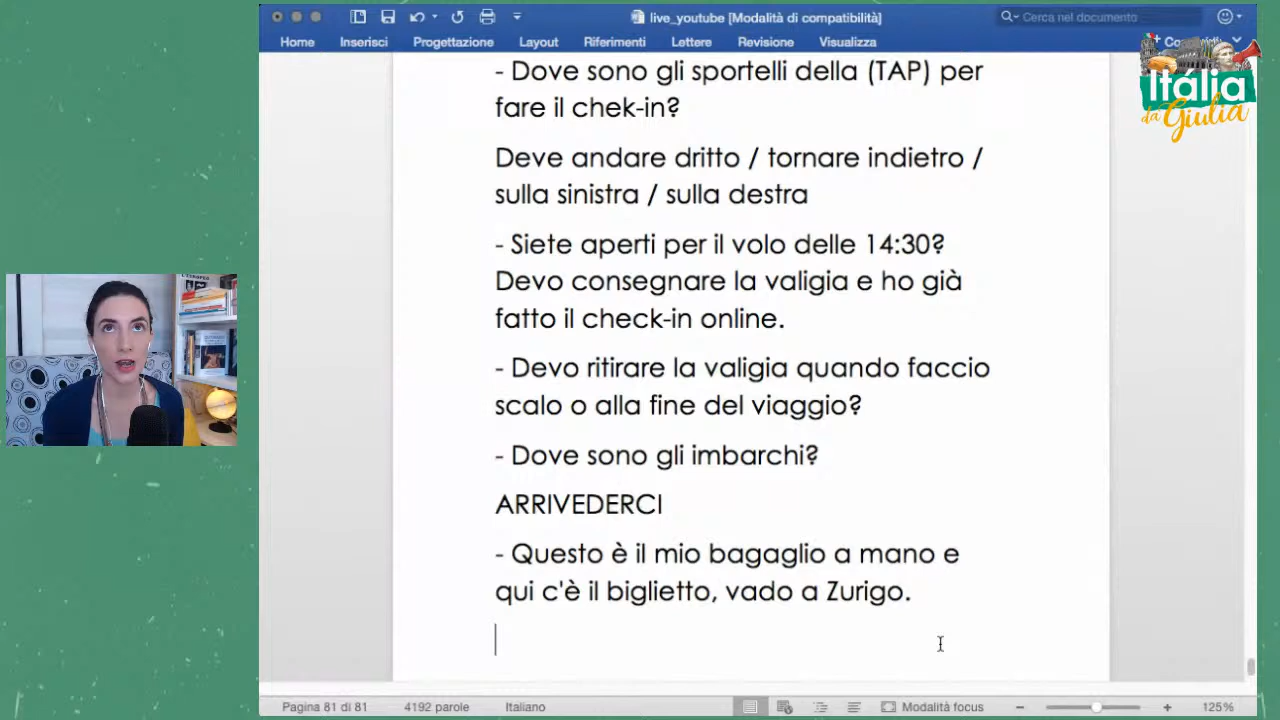 live_youtube [Modalità di compatibilità]
Cerca nel documento
Home Inserisci Progettazione Layout Riferimenti Lettere Revisione Visualizza
Itália
da Giulia
- Dove sono gli sportelli della (TAP) per
fare il chek-in?
Deve andare dritto / tornare indietro /
sulla sinistra / sulla destra
- Siete aperti per il volo delle 14:30?
Devo consegnare la valigia e ho già
fatto il check-in online.
- Devo ritirare la valigia quando faccio
scalo o alla fine del viaggio?
- Dove sono gli imbarchi?
ARRIVEDERCI
- Questo è il mio bagaglio a mano e
qui c'è il biglietto, vado a Zurigo.
Pagina 81 di 81 4192 parole Italiano Modalità focus 125%